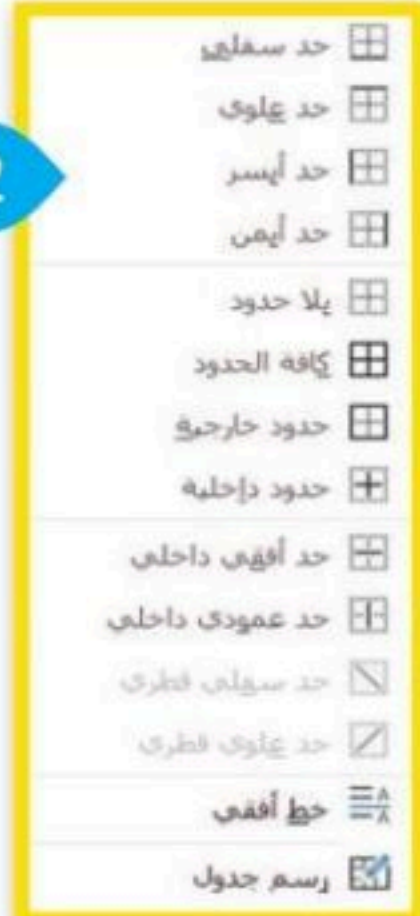 حد سفلي
حد علوي
حد أيسر
حد أيمن
بلا حدود
كافة الحدود
حدود خارجية
حدود داخلية
حد أفقي داخلي
حد عمودي داخلي
حد سفلي قطري
حد علوي قطري
خط أفقي
رسم جدول